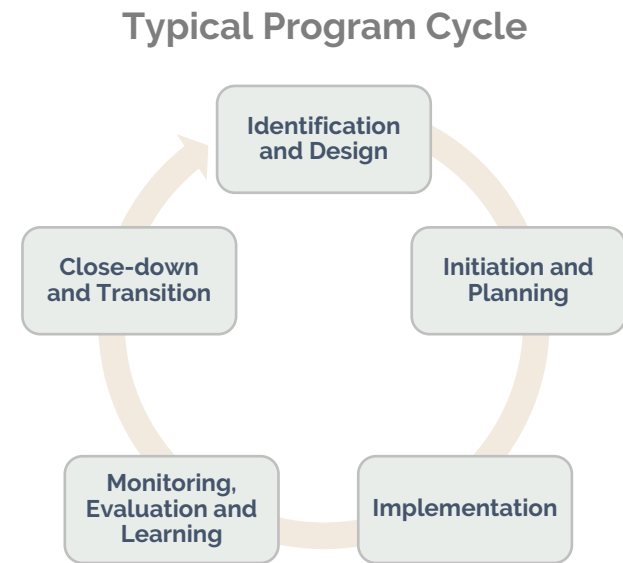 Typical Program Cycle
Identification
and Design
Initiation and
Planning
Implementation
Monitoring,
Evaluation and
Learning
Close-down
and Transition